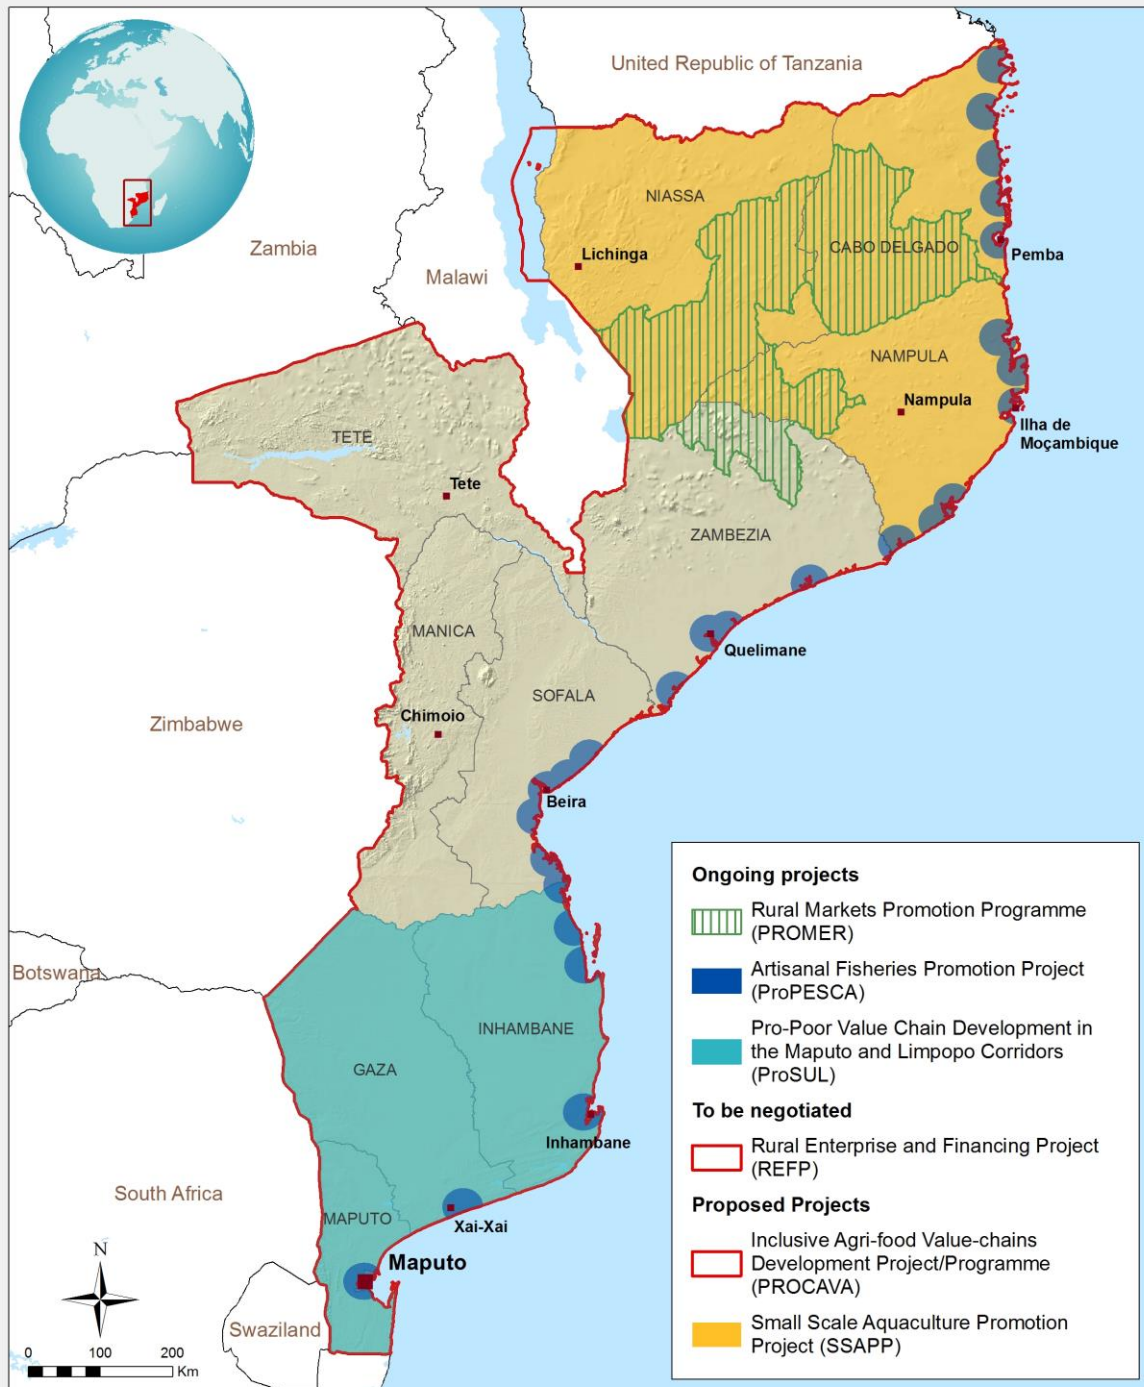 United Republic of Tanzania
NIASSA
Zambia
Lichinga
CABO DELGADO
Pemba
Malawi
NAMPULA
Nampula
Ilha de
Moçambique
TETE
Tete
ZAMBEZIA
MANICA
Quelimane
SOFALA
Chimoio
Zimbabwe
Beira
Botswana
INHAMBANE
GAZA
Inhambane
South Africa
MAPUTO
Xai-Xai
Maputo
N
Swaziland
0 100 200
Km
Ongoing projects
Rural Markets Promotion Programme
(PROMER)
Artisanal Fisheries Promotion Project
(ProPESCA)
Pro-Poor Value Chain Development in
the Maputo and Limpopo Corridors
(ProSUL)
To be negotiated
Rural Enterprise and Financing Project
(REFP)
Proposed Projects
Inclusive Agri-food Value-chains
Development Project/Programme
(PROCAVA)
Small Scale Aquaculture Promotion
Project (SSAPP)